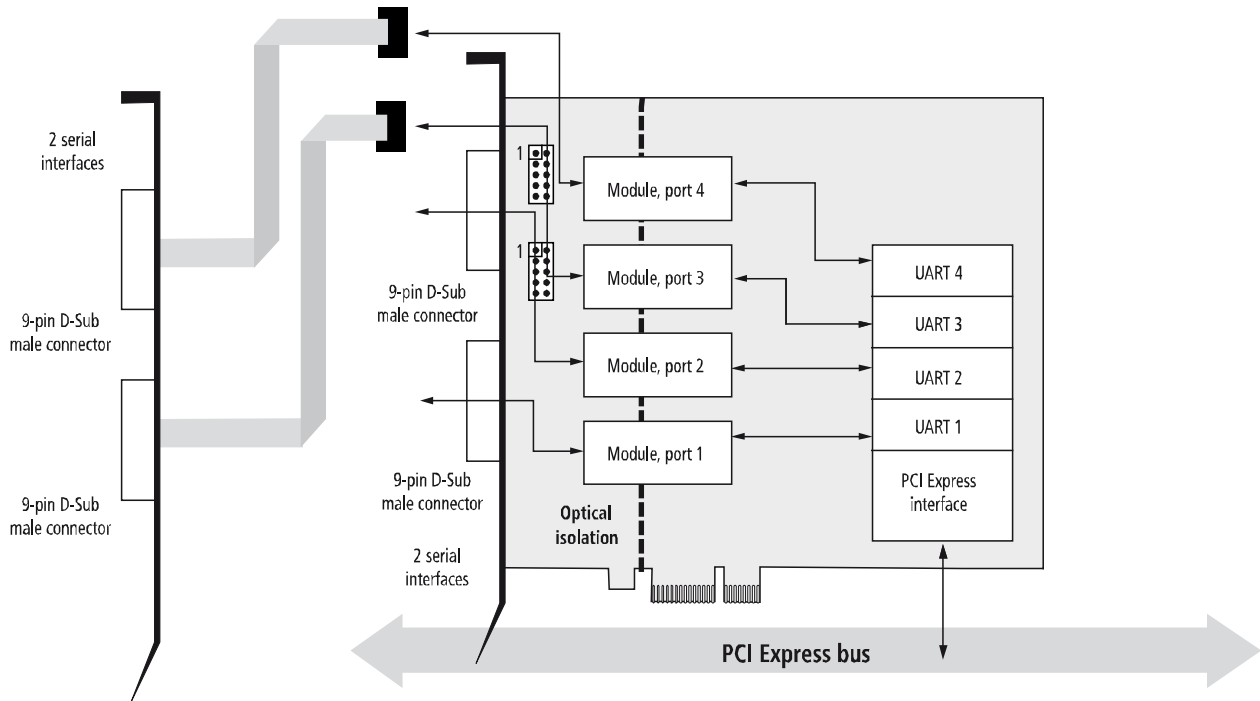 2 serial
interfaces
9-pin D-Sub
male connector
9-pin D-Sub
male connector
1
1
9-pin D-Sub
male connector
9-pin D-Sub
male connector
2 serial
interfaces
Module, port 4
Module, port 3
Module, port 2
Module, port 1
Optical
isolation
UART 4
UART 3
UART 2
UART 1
PCI Express
interface
PCI Express bus